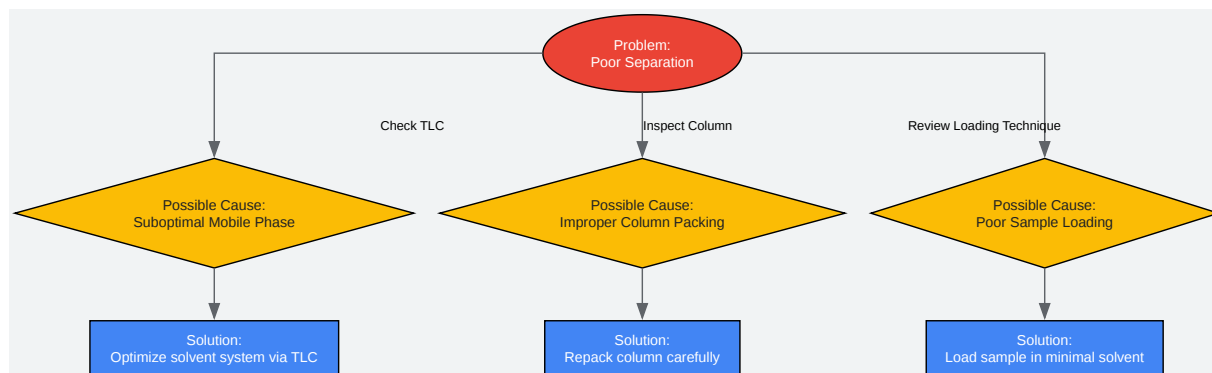 Problem:
Poor Separation
Check TLC
Inspect Column
Review Loading Technique
Possible Cause:
Suboptimal Mobile Phase
Possible Cause:
Improper Column Packing
Possible Cause:
Poor Sample Loading
Solution:
Optimize solvent system via TLC
Solution:
Repack column carefully
Solution:
Load sample in minimal solvent